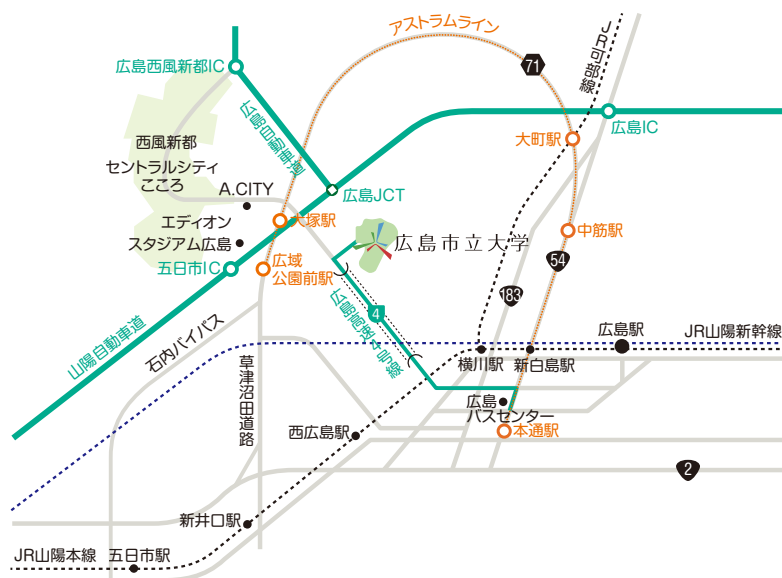 アストラムライン
JR可部線
広島西風新都IC
71
広島自動車道
広島IC
西風新都
セントラルシティ
こころ
大町駅
A.CITY
広島JCT
エディオン
スタジアム広島
大塚駅
中筋駅
広島市立大学
五日市IC
広域
公園前駅
54
183
広島高速4号線
4
山陽自動車道
石内バイパス
広島駅
JR山陽新幹線
横川駅
新白島駅
草津沼田道路
広島
バスセンター
西広島駅
本通駅
2
新井口駅
JR山陽本線
五日市駅